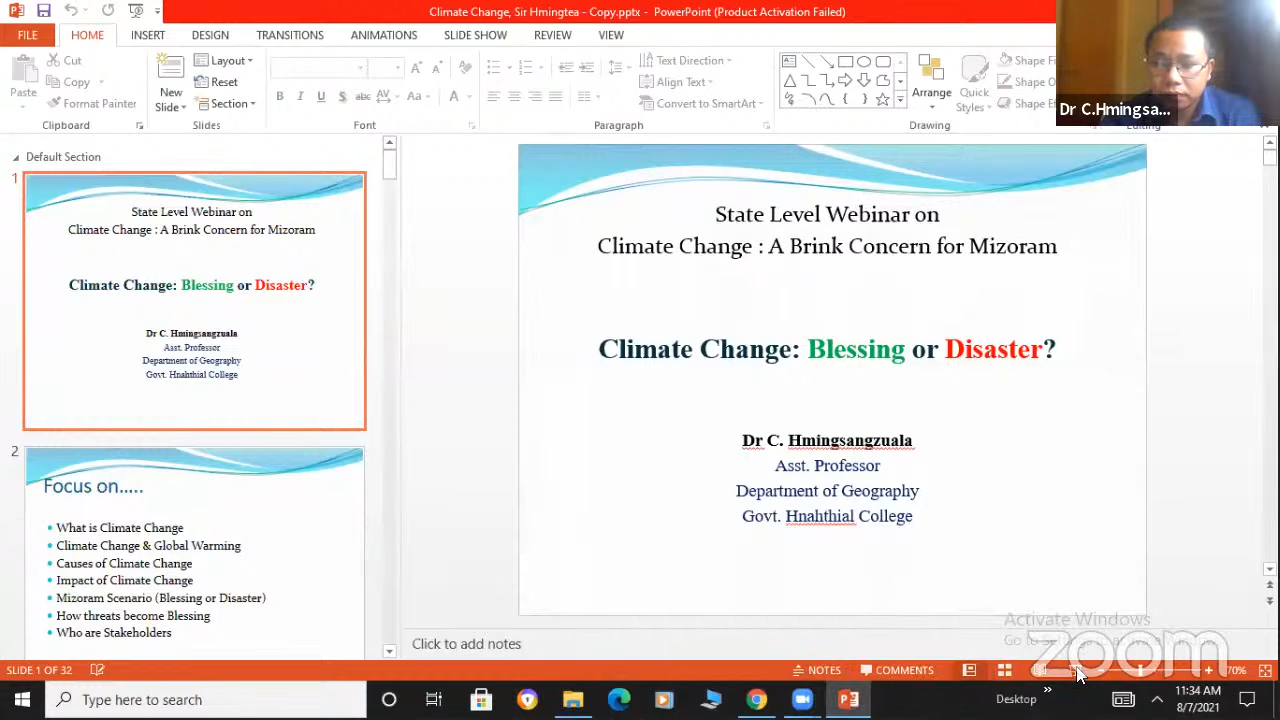 Climate Change, Sir Hmingtea - Copy.pptx - PowerPoint (Product Activation Failed)
FILE HOME INSERT DESIGN TRANSITIONS ANIMATIONS SLIDE SHOW REVIEW VIEW
Cut
Copy
Format Painter
Paste
Clipboard
New Slide
Layout
Reset
Section
Slides
Font
Text Direction
Align Text
Convert to SmartArt
Paragraph
Arrange
Quick Styles
Shape
Shape
Shape
Drawing
Editing
Dr C.Hmingsa...
Default Section
1
State Level Webinar on
Climate Change : A Brink Concern for Mizoram
Climate Change: Blessing or Disaster?
Dr C. Hmingsangzuala
Asst. Professor
Department of Geography
Govt. Hnahthial College
2
Focus on.....
• What is Climate Change
• Climate Change & Global Warming
• Causes of Climate Change
• Impact of Climate Change
• Mizoram Scenario (Blessing or Disaster)
• How threats become Blessing
• Who are Stakeholders
State Level Webinar on
Climate Change : A Brink Concern for Mizoram
Climate Change: Blessing or Disaster?
Dr C. Hmingsangzuala
Asst. Professor
Department of Geography
Govt. Hnahthial College
Activate Windows
Go to
zoom
Click to add notes
SLIDE 1 OF 32
NOTES COMMENTS 70%
Type here to search
Desktop
11:34 AM
8/7/2021